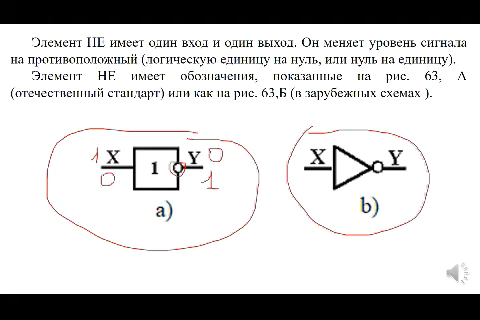 Элемент НЕ имеет один вход и один выход. Он меняет уровень сигнала
на противоположный (логическую единицу на нуль, или нуль на единицу).
Элемент НЕ имеет обозначения, показанные на рис. 63, А
(отечественный стандарт) или как на рис. 63,Б (в зарубежных схемах ).
1 X Y 0
1
0 1
X Y
а) b)